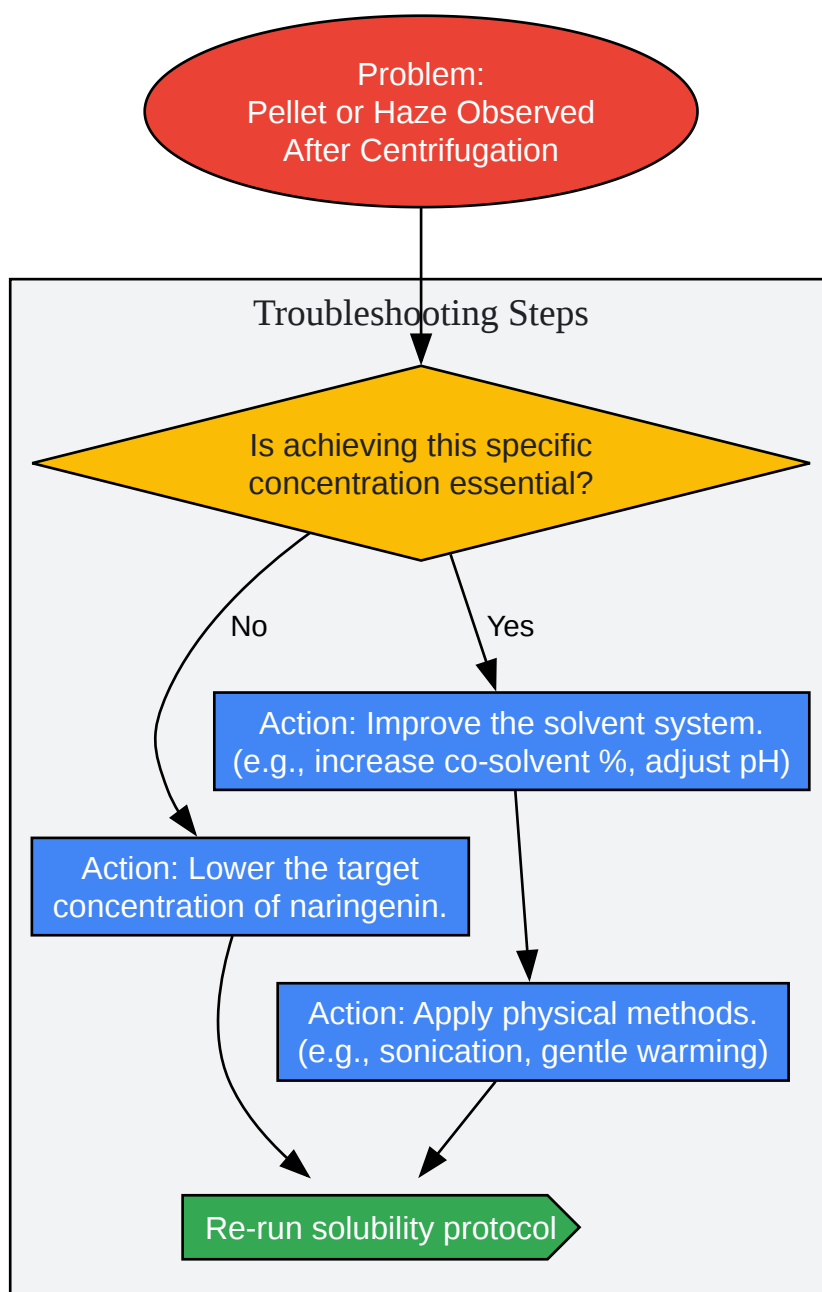 Problem:
Pellet or Haze Observed
After Centrifugation
Troubleshooting Steps
Is achieving this specific
concentration essential?
No
Yes
Action: Improve the solvent system.
(e.g., increase co-solvent %, adjust pH)
Action: Lower the target
concentration of naringenin.
Action: Apply physical methods.
(e.g., sonication, gentle warming)
Re-run solubility protocol